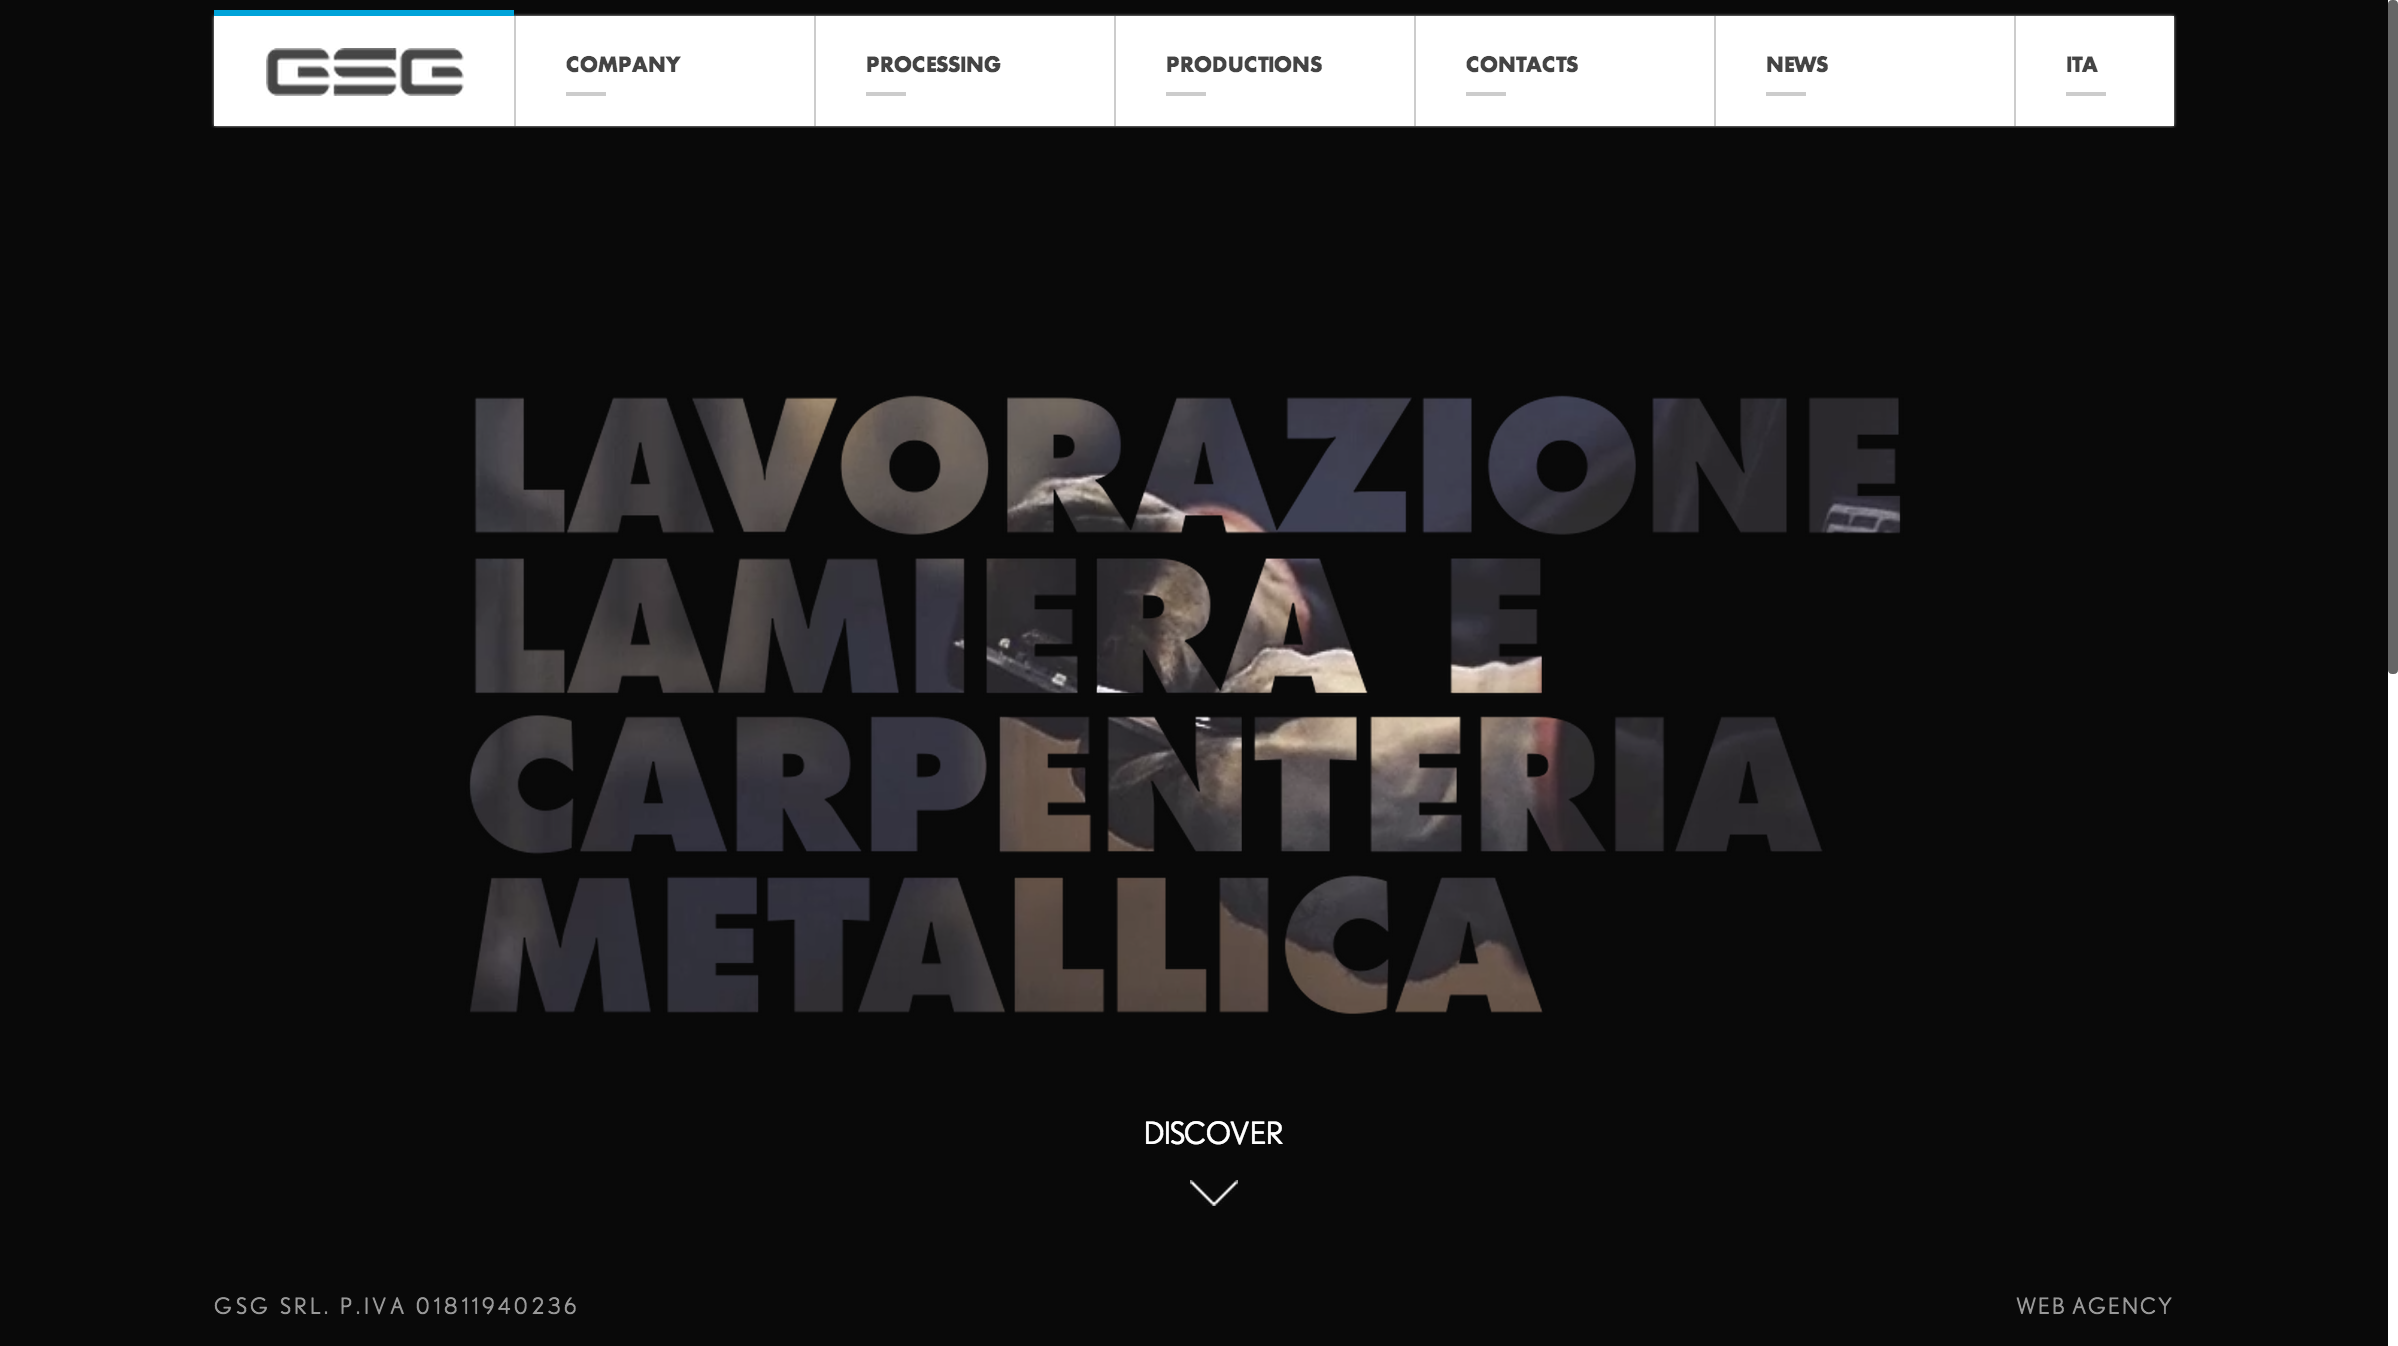 GSG
COMPANY
PROCESSING
PRODUCTIONS
CONTACTS
NEWS
ITA
LAVORAZIONE
LAMIERA E
CARPENTERIA
METALLICA
DISCOVER
GSG SRL. P.IVA 01811940236
WEB AGENCY